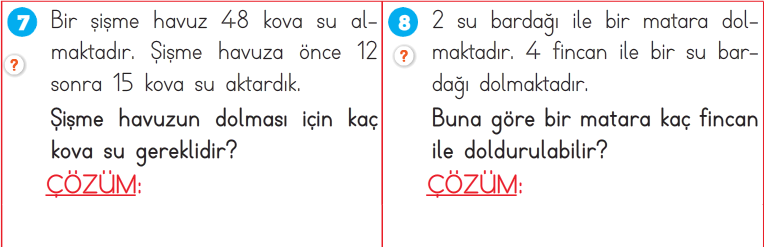 7 Bir şişme havuz 48 kova su al-
maktadır. Şişme havuza önce 12
? sonra 15 kova su aktardık.
Şişme havuzun dolması için kaç
kova su gereklidir?
ÇÖZÜM:
8 2 su bardağı ile bir matara dol-
maktadır. 4 fincan ile bir su bar-
? dağı dolmaktadır.
Buna göre bir matara kaç fincan
ile doldurulabilir?
ÇÖZÜM: